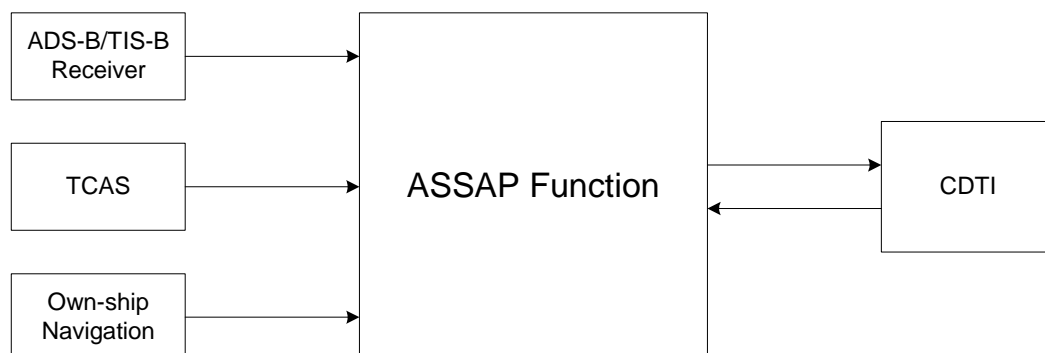 ADS-B/TIS-B
Receiver
TCAS
Own-ship
Navigation
ASSAP Function
CDTI